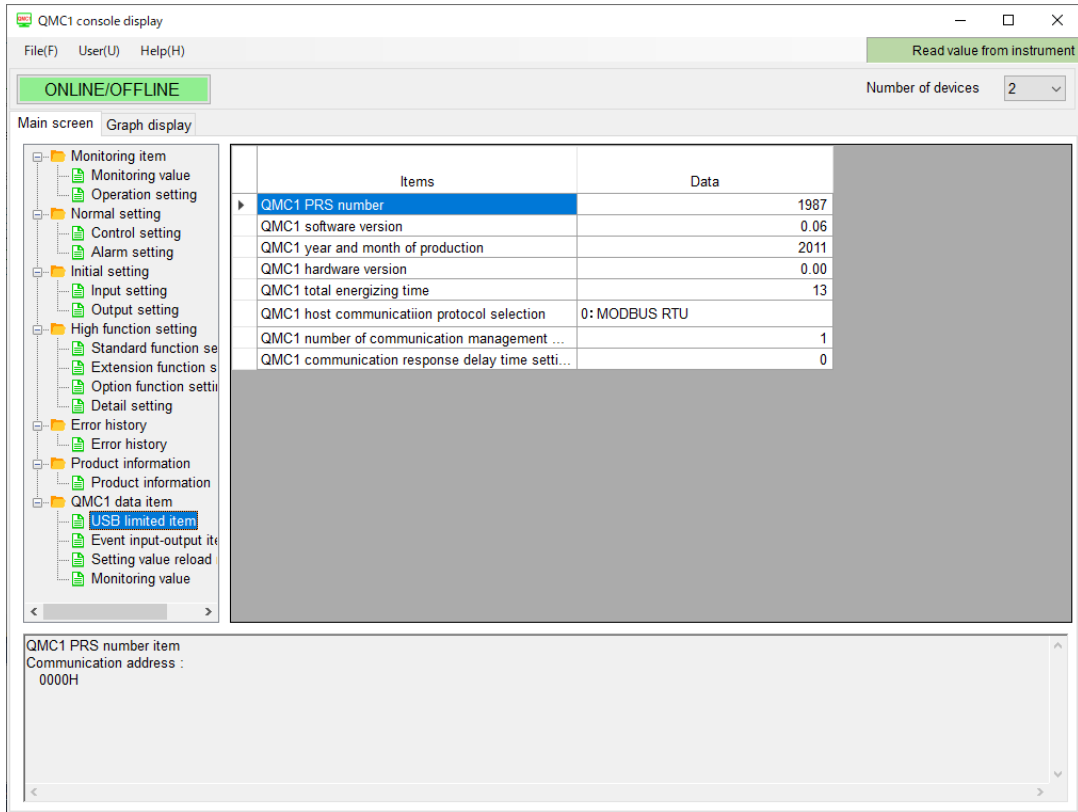 QMC1 console display
File(F) User(U) Help(H)
Read value from instrument
ONLINE/OFFLINE
Number of devices 2
Main screen Graph display
Monitoring item
Monitoring value
Operation setting
Normal setting
Control setting
Alarm setting
Initial setting
Input setting
Output setting
High function setting
Standard function se
Extension function s
Option function settin
Detail setting
Error history
Error history
Product information
Product information
QMC1 data item
USB limited item
Event input-output ite
Setting value reload
Monitoring value
Items Data
QMC1 PRS number 1987
QMC1 software version 0.06
QMC1 year and month of production 2011
QMC1 hardware version 0.00
QMC1 total energizing time 13
QMC1 host communicatiion protocol selection 0: MODBUS RTU
QMC1 number of communication management ... 1
QMC1 communication response delay time setti... 0
QMC1 PRS number item
Communication address :
0000H